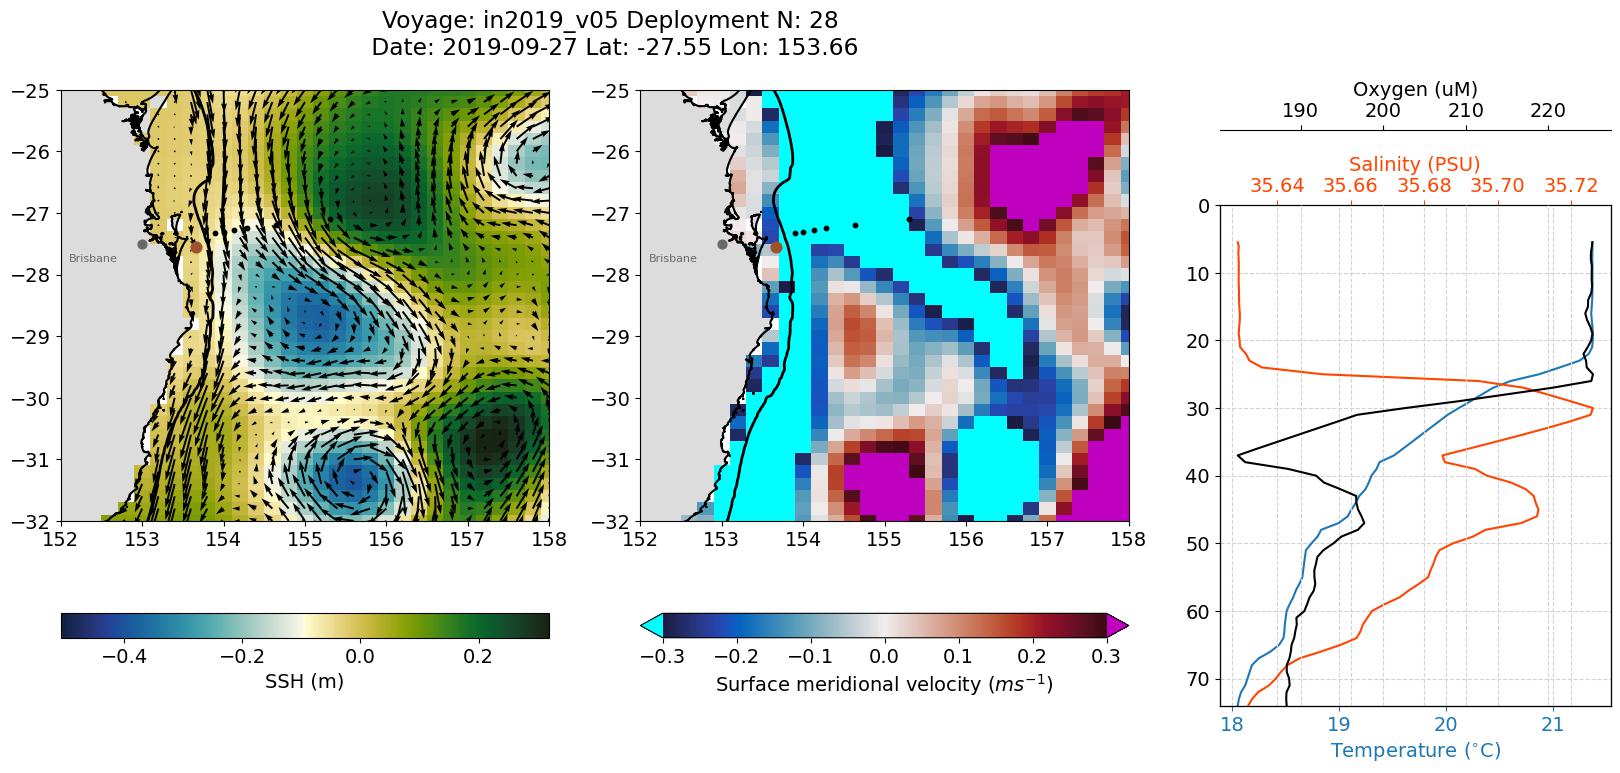 Voyage: in2019_v05 Deployment N: 28
Date: 2019-09-27 Lat: -27.55 Lon: 153.66
−25
−26
−27
−28
−29
−30
−31
−32
Brisbane
152 153 154 155 156 157 158
−0.4 −0.2 0.0 0.2
SSH (m)
−25
−26
−27
−28
−29
−30
−31
−32
Brisbane
152 153 154 155 156 157 158
−0.3 −0.2 −0.1 0.0 0.1 0.2 0.3
Surface meridional velocity (ms⁻¹)
Oxygen (uM)
190 200 210 220
Salinity (PSU)
35.64 35.66 35.68 35.70 35.72
0
10
20
30
40
50
60
70
18 19 20 21
Temperature (°C)